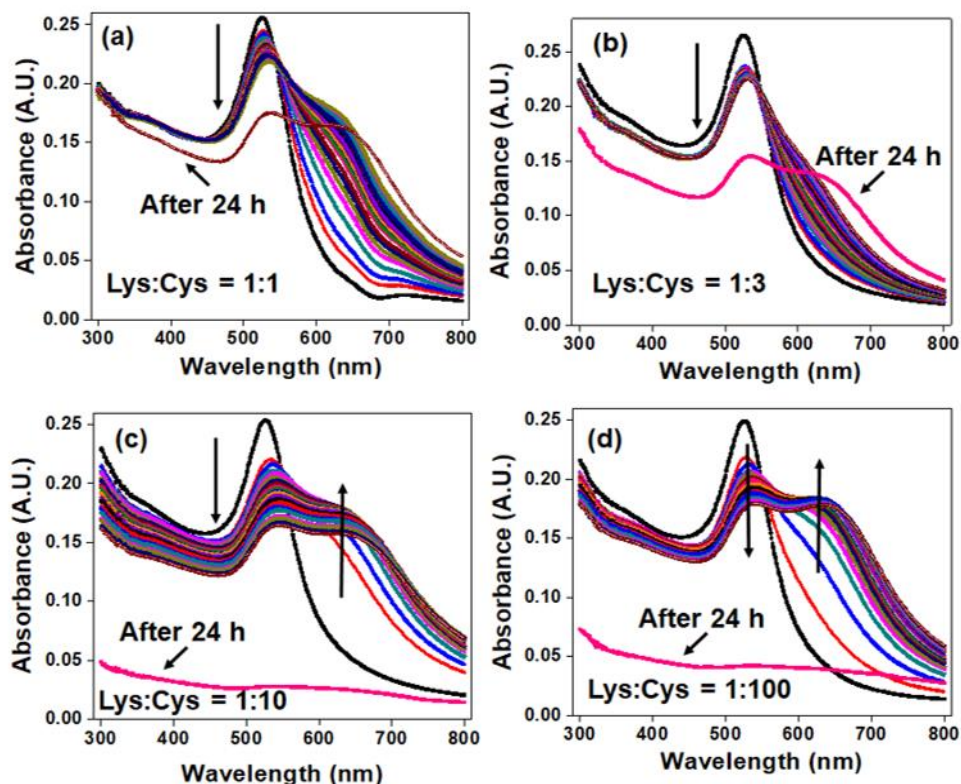 (a)
Absorbance (A.U.)
0.25
0.20
0.15
0.10
0.05
0.00
After 24 h
Lys:Cys = 1:1
300 400 500 600 700 800
Wavelength (nm)
(b)
Absorbance (A.U.)
0.25
0.20
0.15
0.10
0.05
0.00
After 24 h
Lys:Cys = 1:3
300 400 500 600 700 800
Wavelength (nm)
(c)
Absorbance (A.U.)
0.25
0.20
0.15
0.10
0.05
0.00
After 24 h
Lys:Cys = 1:10
300 400 500 600 700 800
Wavelength (nm)
(d)
Absorbance (A.U.)
0.25
0.20
0.15
0.10
0.05
0.00
After 24 h
Lys:Cys = 1:100
300 400 500 600 700 800
Wavelength (nm)